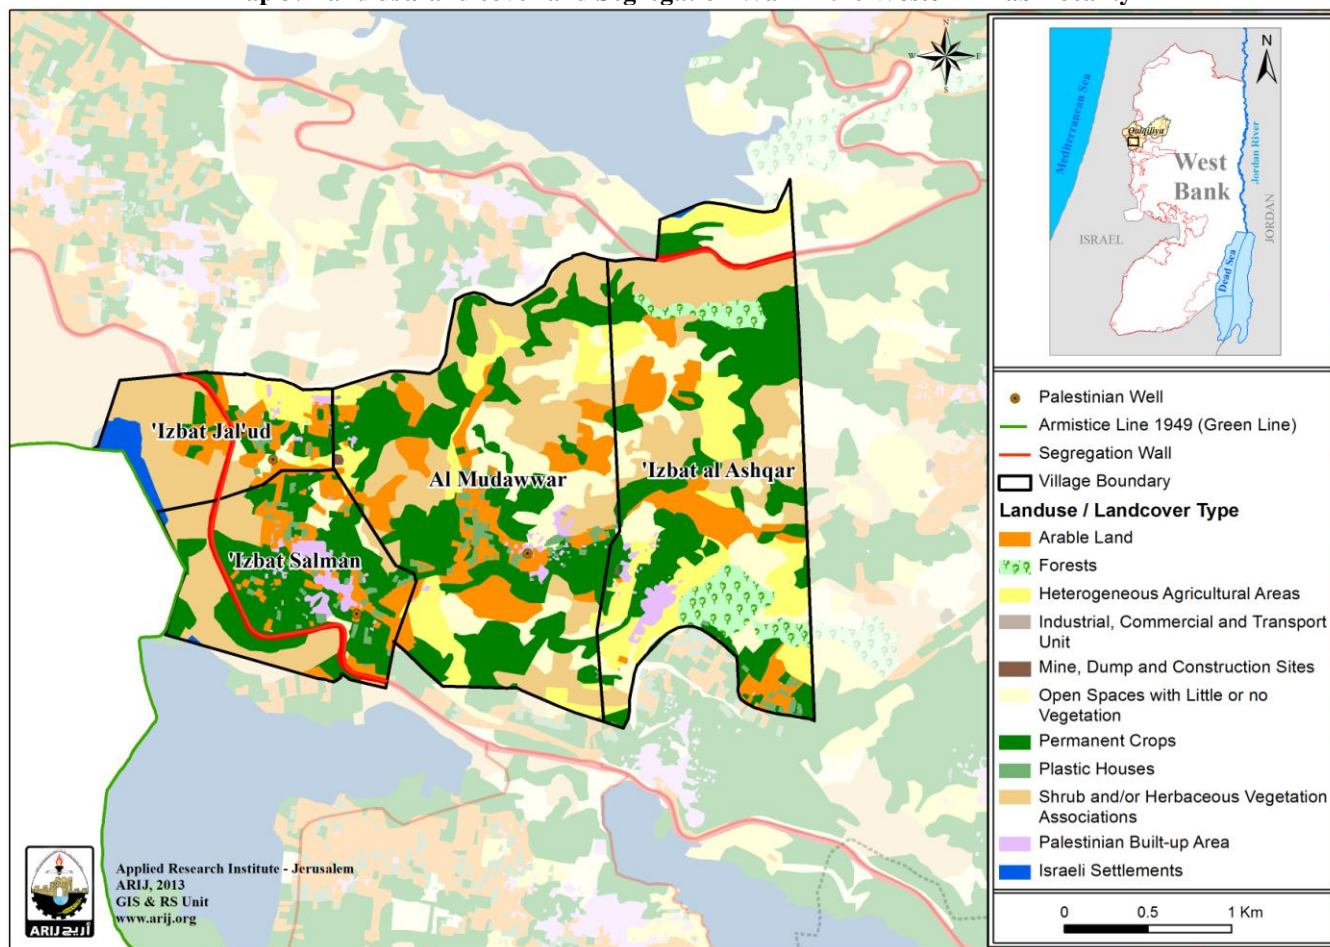 N
W
E
S
'Izbat Jal'ud
Al Mudawwar
'Izbat al Ashqar
'Izbat Salman
Applied Research Institute - Jerusalem
ARIJ, 2013
GIS & RS Unit
www.arij.org
ARIJ أريج
N
Mediterranean Sea
Qalqiliya
West
Bank
Jordan River
ISRAEL
JORDAN
Dead Sea
Palestinian Well
Armistice Line 1949 (Green Line)
Segregation Wall
Village Boundary
Landuse / Landcover Type
Arable Land
Forests
Heterogeneous Agricultural Areas
Industrial, Commercial and Transport
Unit
Mine, Dump and Construction Sites
Open Spaces with Little or no
Vegetation
Permanent Crops
Plastic Houses
Shrub and/or Herbaceous Vegetation
Associations
Palestinian Built-up Area
Israeli Settlements
0 0.5 1 Km